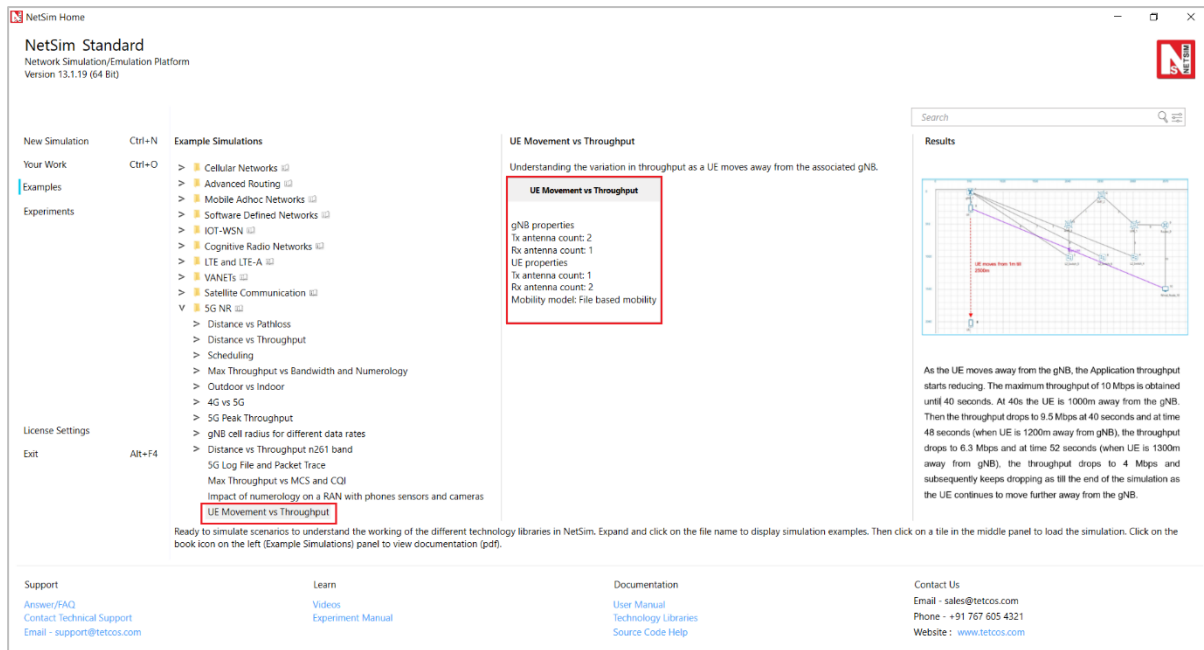 NetSim Home
NetSim Standard
Network Simulation/Emulation Platform
Version 13.1.19 (64 Bit)
NETSIM
Search
New Simulation Ctrl+N
Your Work Ctrl+O
Examples
Experiments
License Settings
Exit Alt+F4
Example Simulations
> Cellular Networks
> Advanced Routing
> Mobile Adhoc Networks
> Software Defined Networks
> IOT-WSN
> Cognitive Radio Networks
> LTE and LTE-A
> VANETs
> Satellite Communication
V 5G NR
> Distance vs Pathloss
> Distance vs Throughput
> Scheduling
> Max Throughput vs Bandwidth and Numerology
> Outdoor vs Indoor
> 4G vs 5G
> 5G Peak Throughput
> gNB cell radius for different data rates
> Distance vs Throughput n261 band
5G Log File and Packet Trace
Max Throughput vs MCS and CQI
Impact of numerology on a RAN with phones sensors and cameras
UE Movement vs Throughput
UE Movement vs Throughput
Understanding the variation in throughput as a UE moves away from the associated gNB.
UE Movement vs Throughput
gNB properties
Tx antenna count: 2
Rx antenna count: 1
UE properties
Tx antenna count: 1
Rx antenna count: 2
Mobility model: File based mobility
Results
UE moves from 1m till
2500m
As the UE moves away from the gNB, the Application throughput
starts reducing. The maximum throughput of 10 Mbps is obtained
until 40 seconds. At 40s the UE is 1000m away from the gNB.
Then the throughput drops to 9.5 Mbps at 40 seconds and at time
48 seconds (when UE is 1200m away from gNB), the throughput
drops to 6.3 Mbps and at time 52 seconds (when UE is 1300m
away from gNB), the throughput drops to 4 Mbps and
subsequently keeps dropping as till the end of the simulation as
the UE continues to move further away from the gNB.
Ready to simulate scenarios to understand the working of the different technology libraries in NetSim. Expand and click on the file name to display simulation examples. Then click on a tile in the middle panel to load the simulation. Click on the
book icon on the left (Example Simulations) panel to view documentation (pdf).
Support
Answer/FAQ
Contact Technical Support
Email - support@tetcos.com
Learn
Videos
Experiment Manual
Documentation
User Manual
Technology Libraries
Source Code Help
Contact Us
Email - sales@tetcos.com
Phone - +91 767 605 4321
Website : www.tetcos.com